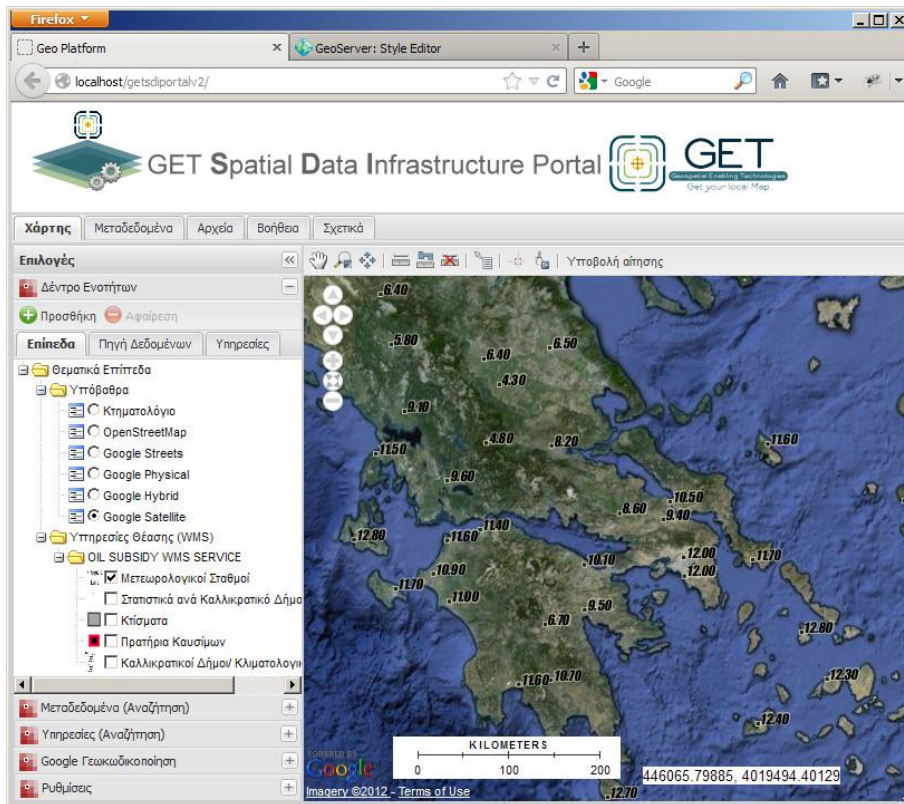 Firefox
Geo Platform
GeoServer: Style Editor
localhost/getsdiportalv2/
Google
GET Spatial Data Infrastructure Portal
GET
Geospatial Enabling Technologies
Get your local Map
Χάρτης Μεταδεδομένα Αρχεία Βοήθεια Σχετικά
Επιλογές
Υποβολή αίτησης
Δέντρο Ενοτήτων
Προσθήκη Αφαίρεση
Επίπεδα Πηγή Δεδομένων Υπηρεσίες
Θεματικά Επίπεδα
Υπόβαθρα
Κτηματολόγιο
OpenStreetMap
Google Streets
Google Physical
Google Hybrid
Google Satellite
Υπηρεσίες Θέασης (WMS)
OIL SUBSIDY WMS SERVICE
Μετεωρολογικοί Σταθμοί
Στατιστικά ανά Καλλικρατικό Δήμο
Κτίσματα
Πρατήρια Καυσίμων
Καλλικρατικοί Δήμοι/ Κλιματολογικ
Μεταδεδομένα (Αναζήτηση)
Υπηρεσίες (Αναζήτηση)
Google Γεωκωδικοποίηση
Ρυθμίσεις
6.40
5.80
6.40
6.50
4.30
9.10
11.50
4.80
8.20
11.60
9.60
10.50
8.60
9.40
12.80
11.60
11.40
10.10
12.00
11.70
12.00
10.90
11.70
11.00
9.50
6.70
12.80
11.60
10.70
12.30
12.40
12.70
POWERED BY
Google
Imagery ©2012 - Terms of Use
KILOMETERS
0 100 200
446065.79885, 4019494.40129